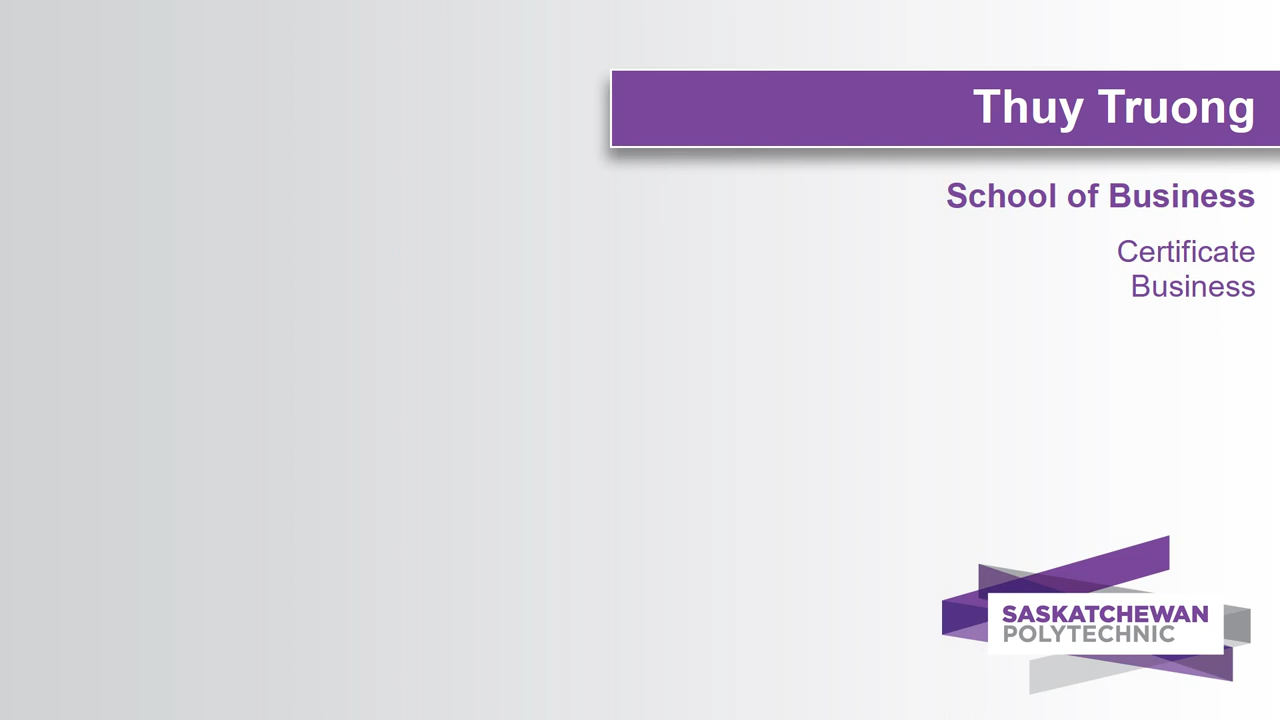 Thuy Truong
School of Business
Certificate
Business
SASKATCHEWAN
POLYTECHNIC